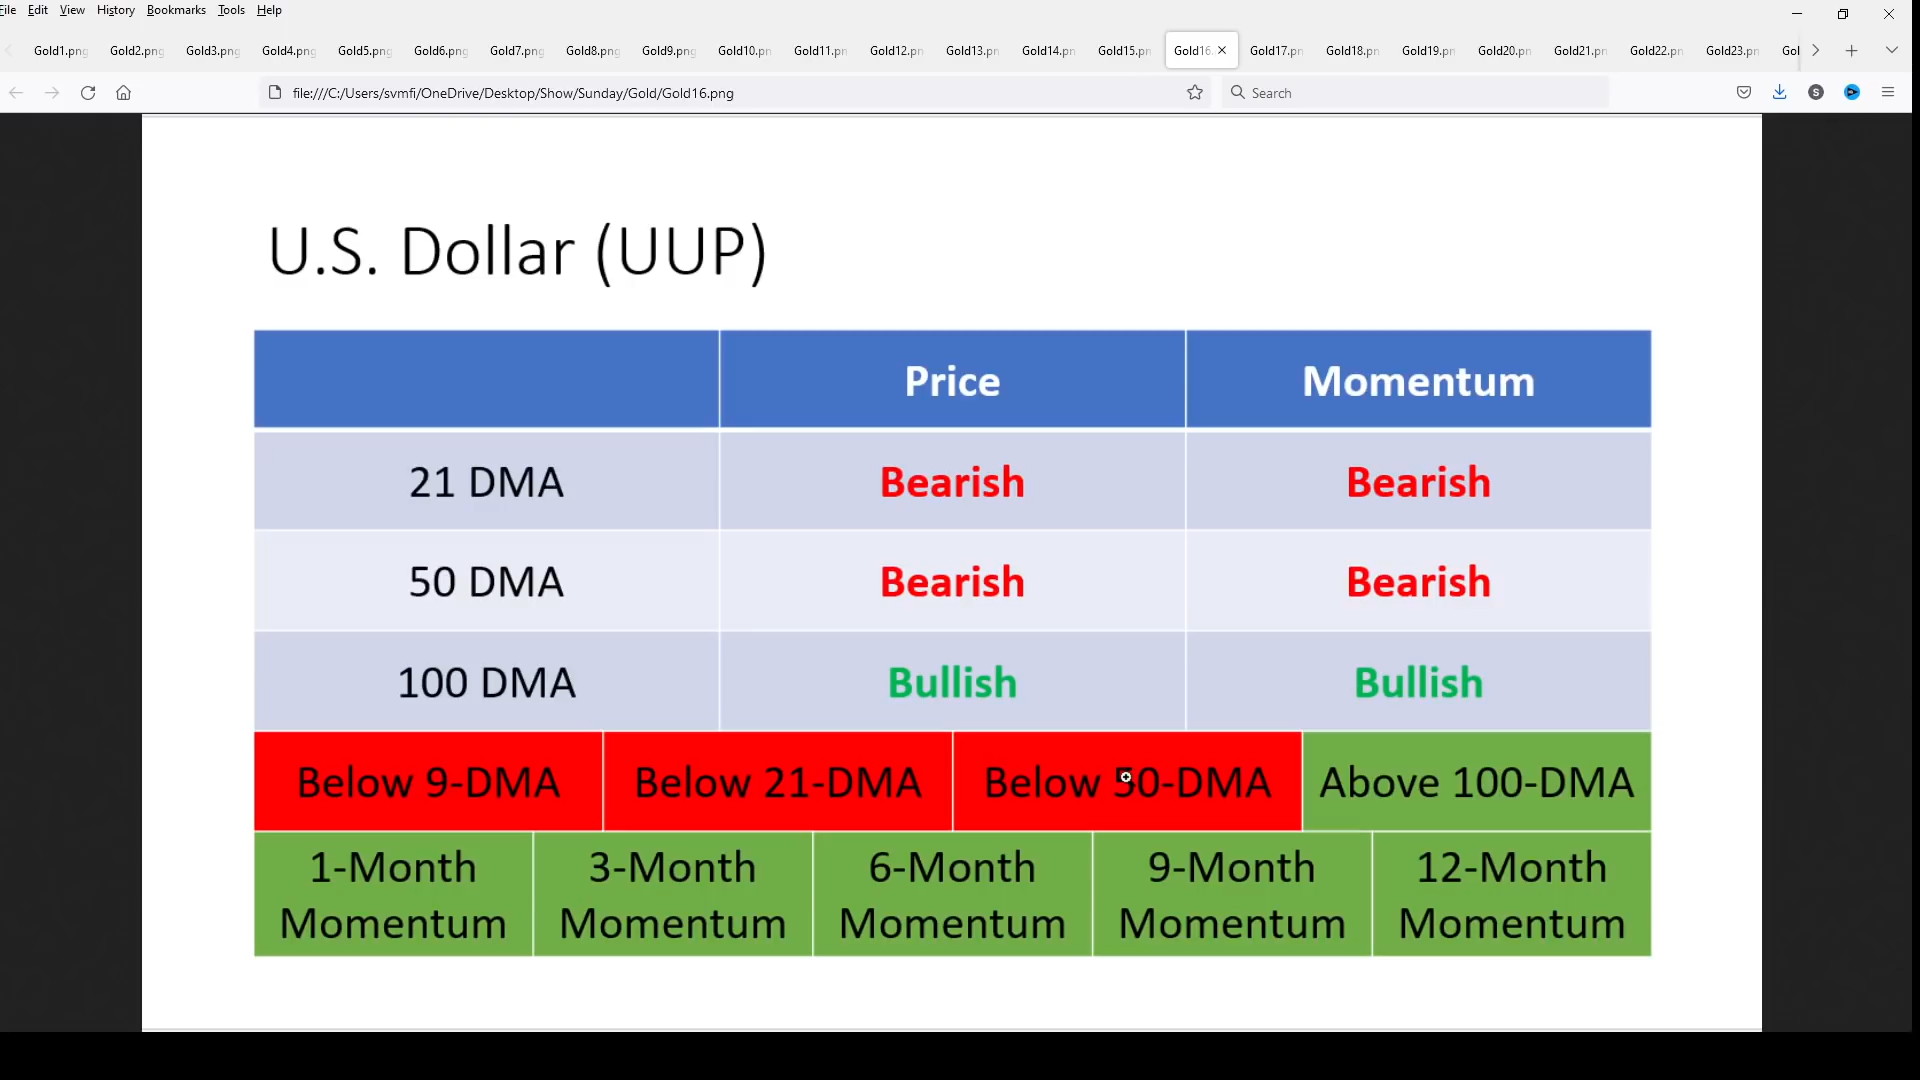 File Edit View History Bookmarks Tools Help
Gold1.png Gold2.png Gold3.png Gold4.png Gold5.png Gold6.png Gold7.png Gold8.png Gold9.png Gold10.pn Gold11.pn Gold12.pn Gold13.pn Gold14.pn Gold15.pn Gold16. Gold17.pn Gold18.pn Gold19.pn Gold20.pn Gold21.pn Gold22.pn Gold23.pn Gol
file:///C:/Users/svmfi/OneDrive/Desktop/Show/Sunday/Gold/Gold16.png Search S
U.S. Dollar (UUP)
Price Momentum
21 DMA Bearish Bearish
50 DMA Bearish Bearish
100 DMA Bullish Bullish
Below 9-DMA Below 21-DMA Below 50-DMA Above 100-DMA
1-Month 3-Month 6-Month 9-Month 12-Month
Momentum Momentum Momentum Momentum Momentum